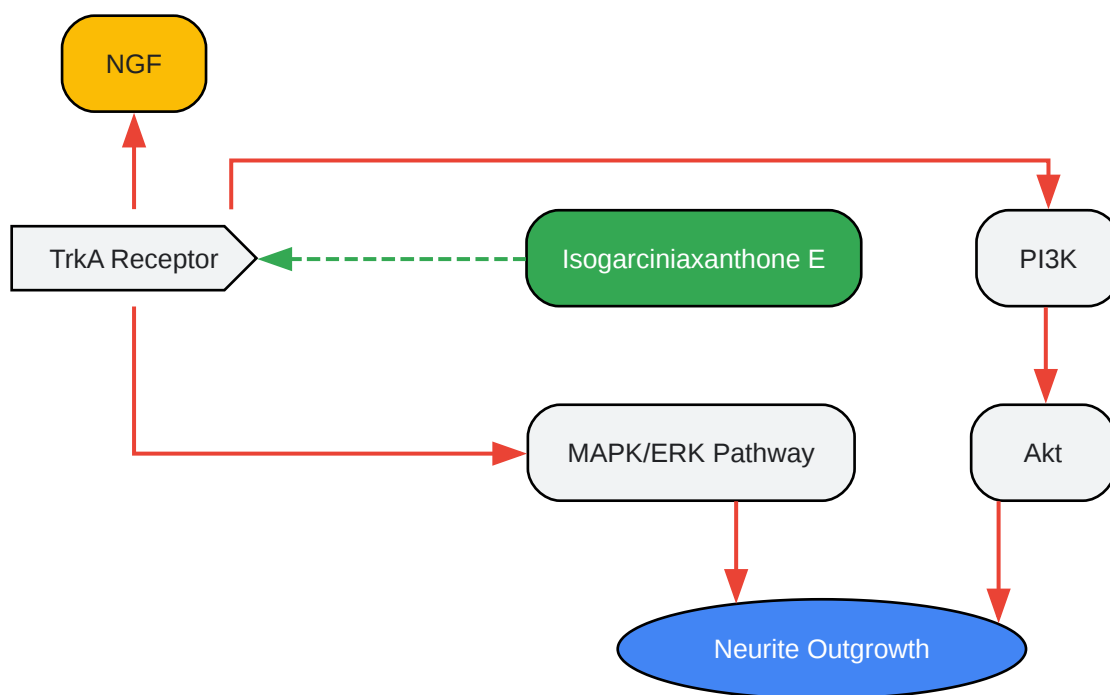 NGF
TrkA Receptor
Isogarciniaxanthone E
PI3K
MAPK/ERK Pathway
Akt
Neurite Outgrowth